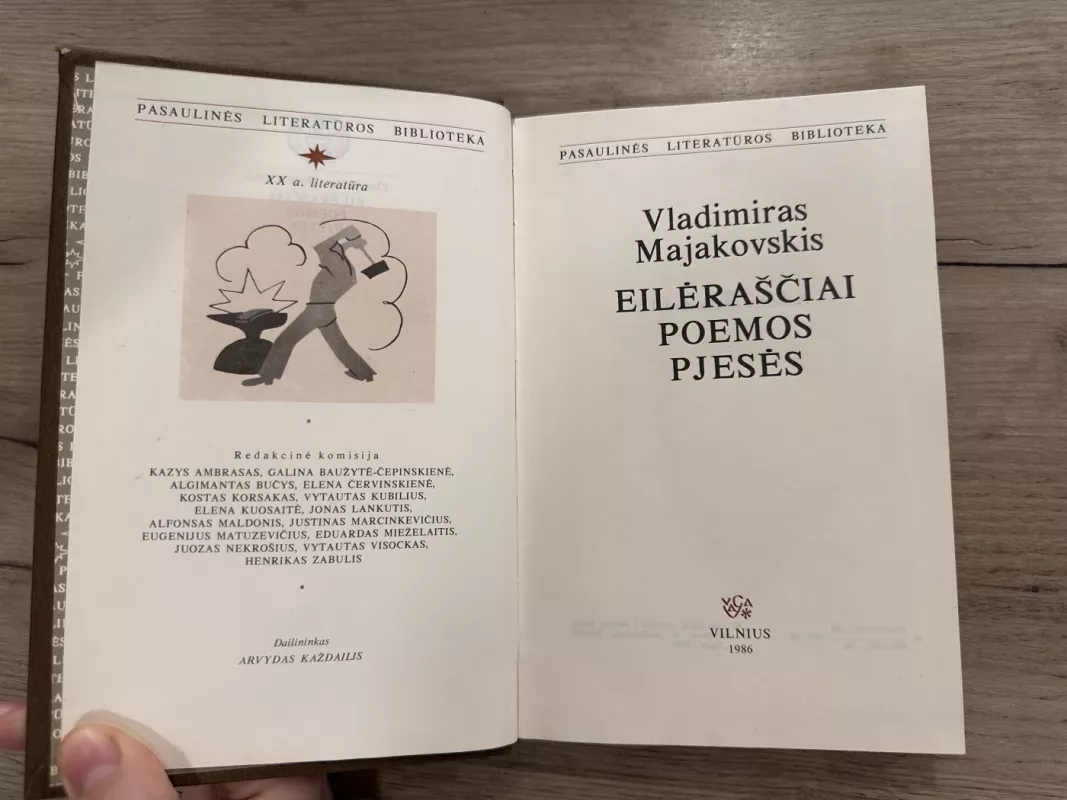 PASAULINĖS LITERATŪROS BIBLIOTEKA
XX a. literatūra
Redakcinė komisija
KAZYS AMBRASAS, GALINA BAUŽYTĖ-ČEPINSKIENĖ,
ALGIMANTAS BUČYS, ELENA ČERVINSKIENĖ,
KOSTAS KORSAKAS, VYTAUTAS KUBILIUS,
ELENA KUOSAITĖ, JONAS LANKUTIS,
ALFONSAS MALDONIS, JUSTINAS MARCINKEVIČIUS,
EUGENIJUS MATUZEVIČIUS, EDUARDAS MIEŽELAITIS,
JUOZAS NEKROŠIUS, VYTAUTAS VISOCKAS,
HENRIKAS ZABULIS
Dailininkas
ARVYDAS KAŽDAILIS
PASAULINĖS LITERATŪROS BIBLIOTEKA
Vladimiras
Majakovskis
EILĖRAŠČIAI
POEMOS
PJESĖS
VILNIUS
1986